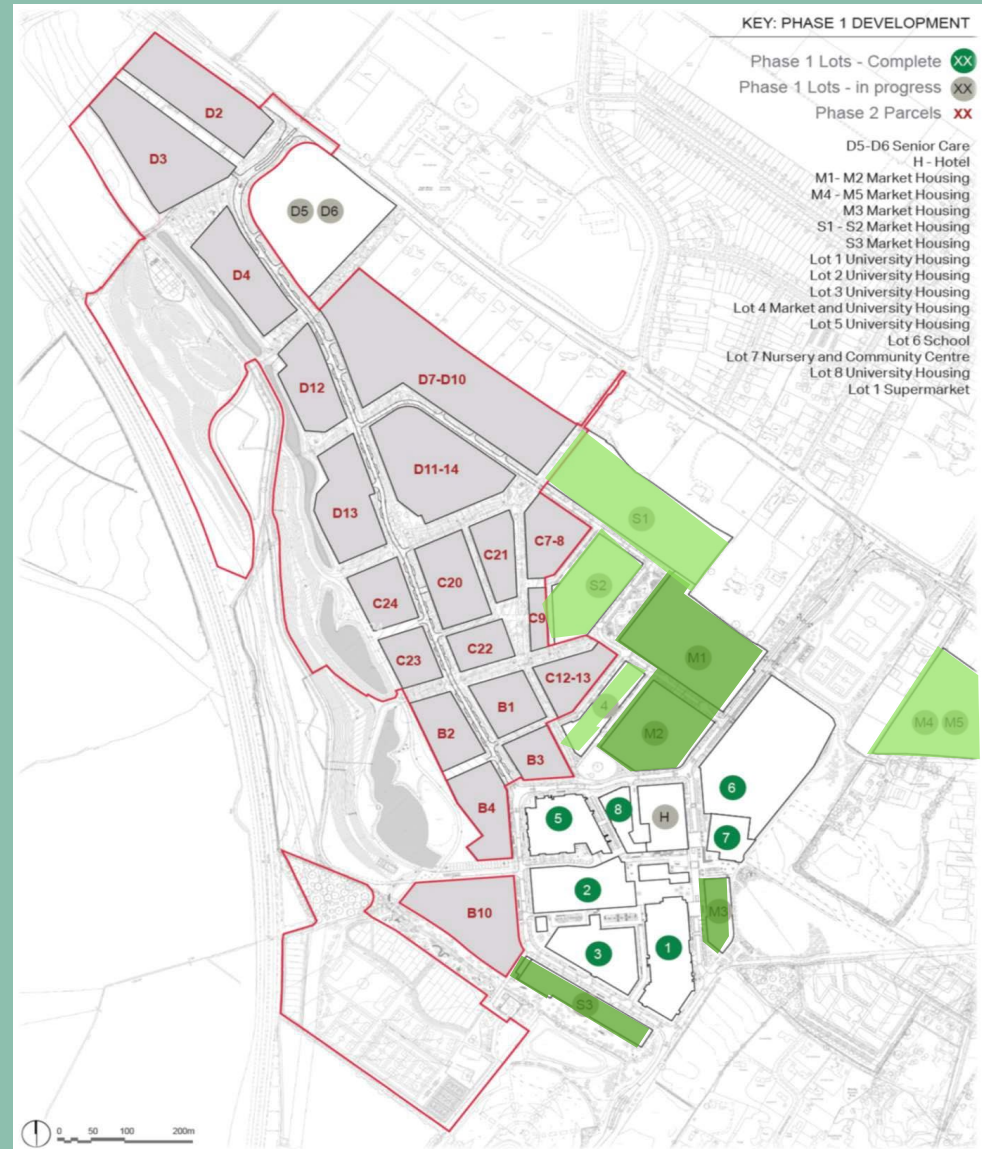 KEY: PHASE 1 DEVELOPMENT
Phase 1 Lots - Complete XX
Phase 1 Lots - in progress XX
Phase 2 Parcels XX
D5-D6 Senior Care
H - Hotel
M1- M2 Market Housing
M4 - M5 Market Housing
M3 Market Housing
S1 - S2 Market Housing
S3 Market Housing
Lot 1 University Housing
Lot 2 University Housing
Lot 3 University Housing
Lot 4 Market and University Housing
Lot 5 University Housing
Lot 6 School
Lot 7 Nursery and Community Centre
Lot 8 University Housing
Lot 1 Supermarket
D2
D3
D5 D6
D4
D12
D7-D10
D11-14
D13
S1
C7-8
C21
C20
S2
C24
C9
C22
C23
M1
C12-13
B1
4
M4 M5
B2
M2
B3
6
B4
5
8
H
7
2
B10
M3
1
3
S3
0 50 100 200m